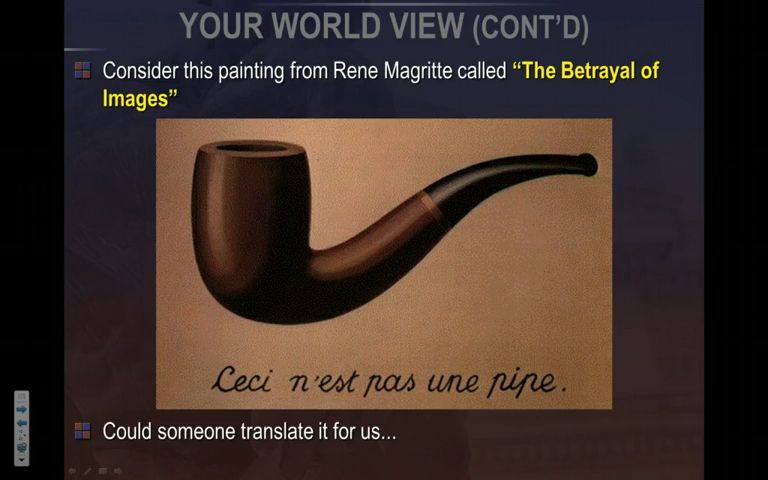 YOUR WORLD VIEW (CONT’D)
Consider this painting from Rene Magritte called “The Betrayal of
Images”
Ceci n'est pas une pipe.
Could someone translate it for us...